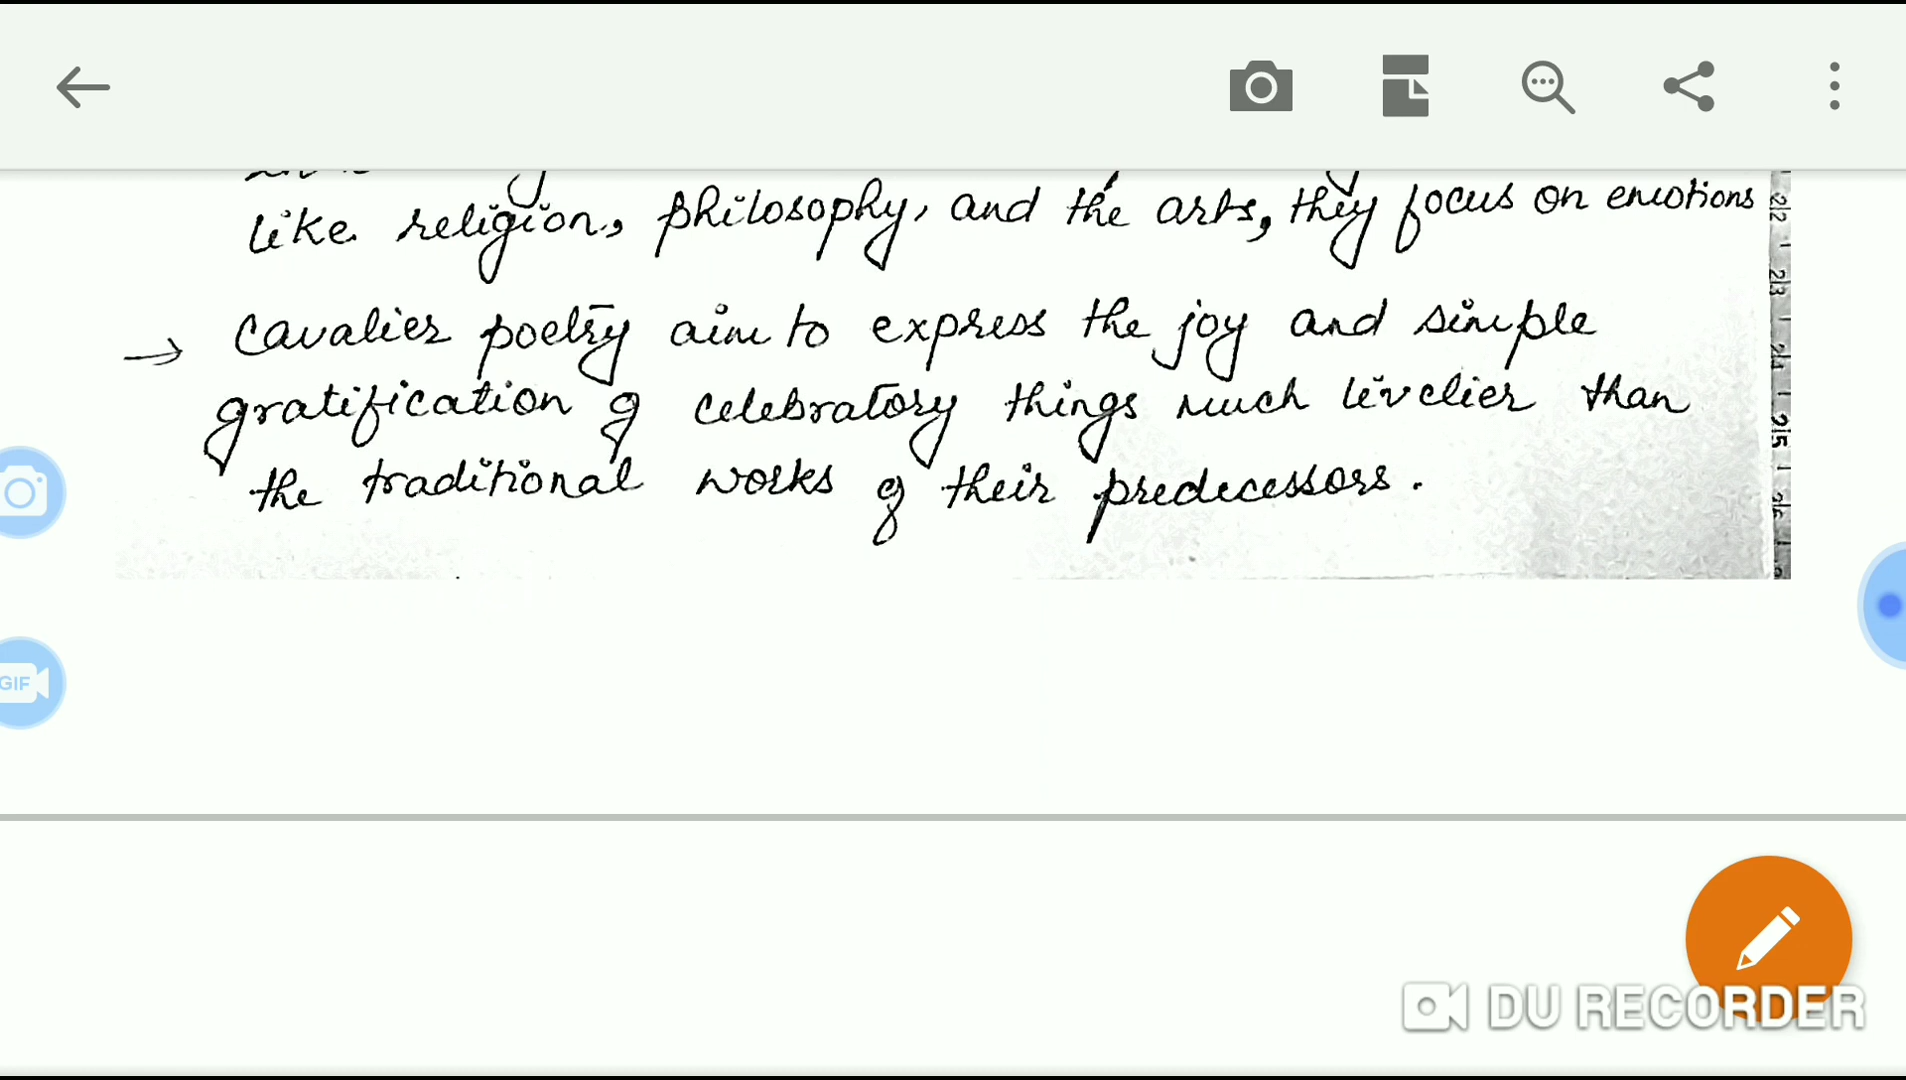 like religion, philosophy, and the arts, they focus on emotions
→ Cavalier poetry aim to express the joy and simple
gratification of celebratory things much livelier than
the traditional works of their predecessors.
GIF
DU RECORDER